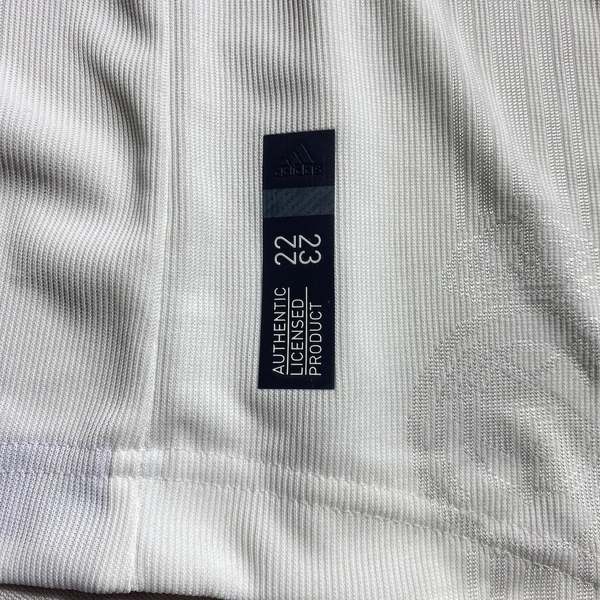 adidas
22
23
AUTHENTIC
LICENSED
PRODUCT